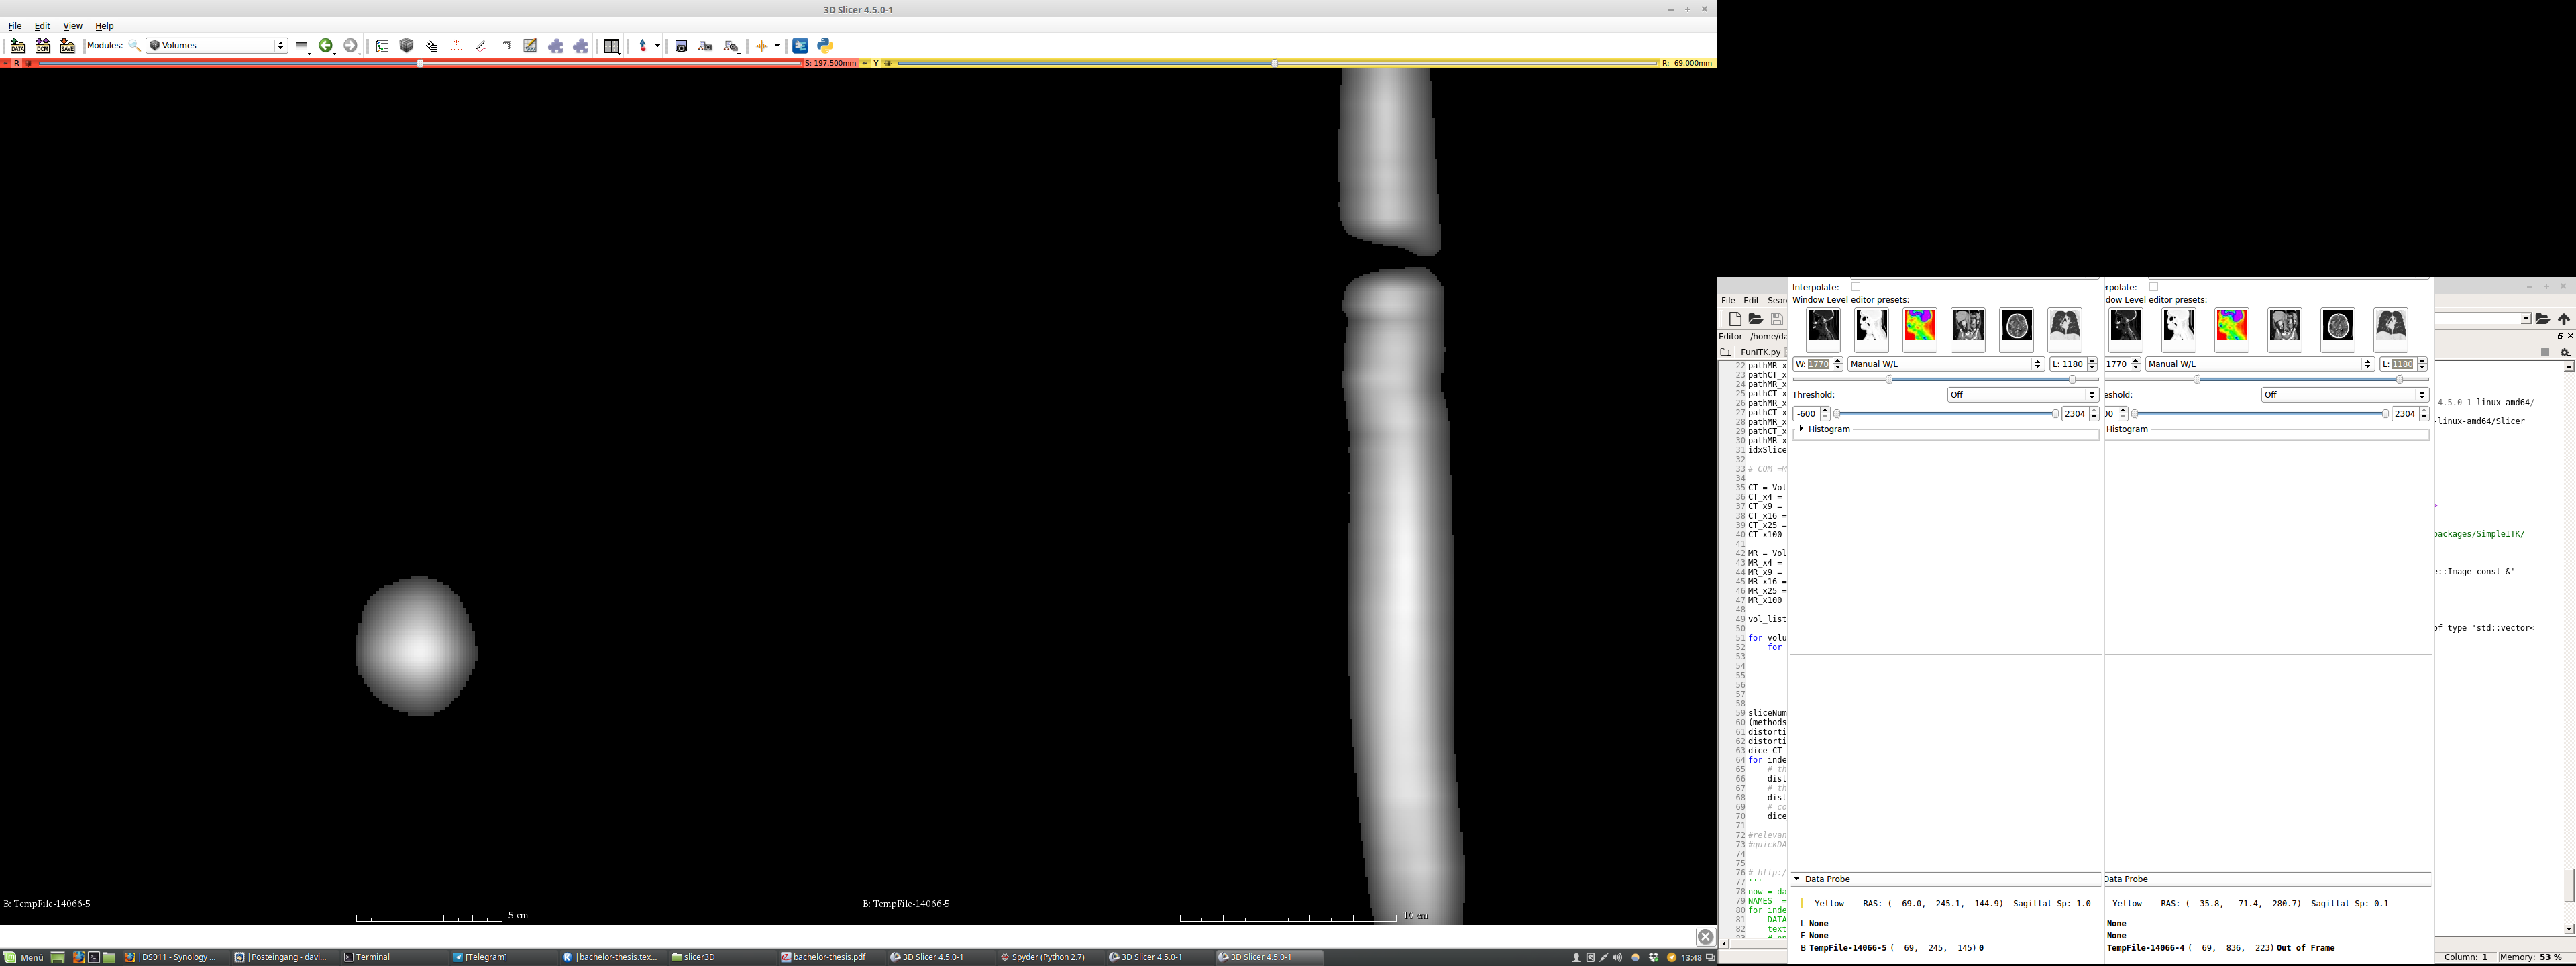 3D Slicer 4.5.0-1
File Edit View Help
DATA DCM SAVE Modules: Volumes
R S: 197.500mm Y R: -69.000mm
B: TempFile-14066-5
5 cm
B: TempFile-14066-5
10 cm
Menü |DS911 - Synology ... |Posteingang - davi... Terminal [Telegram] |bachelor-thesis.tex... slicer3D bachelor-thesis.pdf 3D Slicer 4.5.0-1 Spyder (Python 2.7) 3D Slicer 4.5.0-1 3D Slicer 4.5.0-1 13:48
File Edit Sear
Editor - /home/da
FunITK.py
22 pathMR_x
23 pathCT_x
24 pathMR_x
25 pathCT_x
26 pathMR_x
27 pathCT_x
28 pathMR_x
29 pathCT_x
30 pathMR_x
31 idxSlice
32
33 # COM =M
34
35 CT = Vol
36 CT_x4 =
37 CT_x9 =
38 CT_x16 =
39 CT_x25 =
40 CT_x100
41
42 MR = Vol
43 MR_x4 =
44 MR_x9 =
45 MR_x16 =
46 MR_x25 =
47 MR_x100
48
49 vol_list
50
51 for volu
52 for
53
54
55
56
57
58
59 sliceNum
60 (methods
61 distorti
62 distorti
63 dice_CT_
64 for inde
65 # th
66 dist
67 # th
68 dist
69 # co
70 dice
71
72 #relevan
73 #quickDA
74
75
76 # http:/
77 '''
78 now = da
79 NAMES =
80 for inde
81 DATA
82 text
Interpolate:
Window Level editor presets:
W: 1770 Manual W/L L: 1180
Threshold: Off
-600 2304
Histogram
Data Probe
Yellow RAS: ( -69.0, -245.1, 144.9) Sagittal Sp: 1.0
L None
F None
B TempFile-14066-5 ( 69, 245, 145) 0
rpolate:
dow Level editor presets:
1770 Manual W/L L: 1180
eshold: Off
00 2304
Histogram
Data Probe
Yellow RAS: ( -35.8, 71.4, -280.7) Sagittal Sp: 0.1
None
None
TempFile-14066-4 ( 69, 836, 223) Out of Frame
-4.5.0-1-linux-amd64/
-linux-amd64/Slicer
>
packages/SimpleITK/
e::Image const &'
of type 'std::vector<
Column: 1 Memory: 53 %